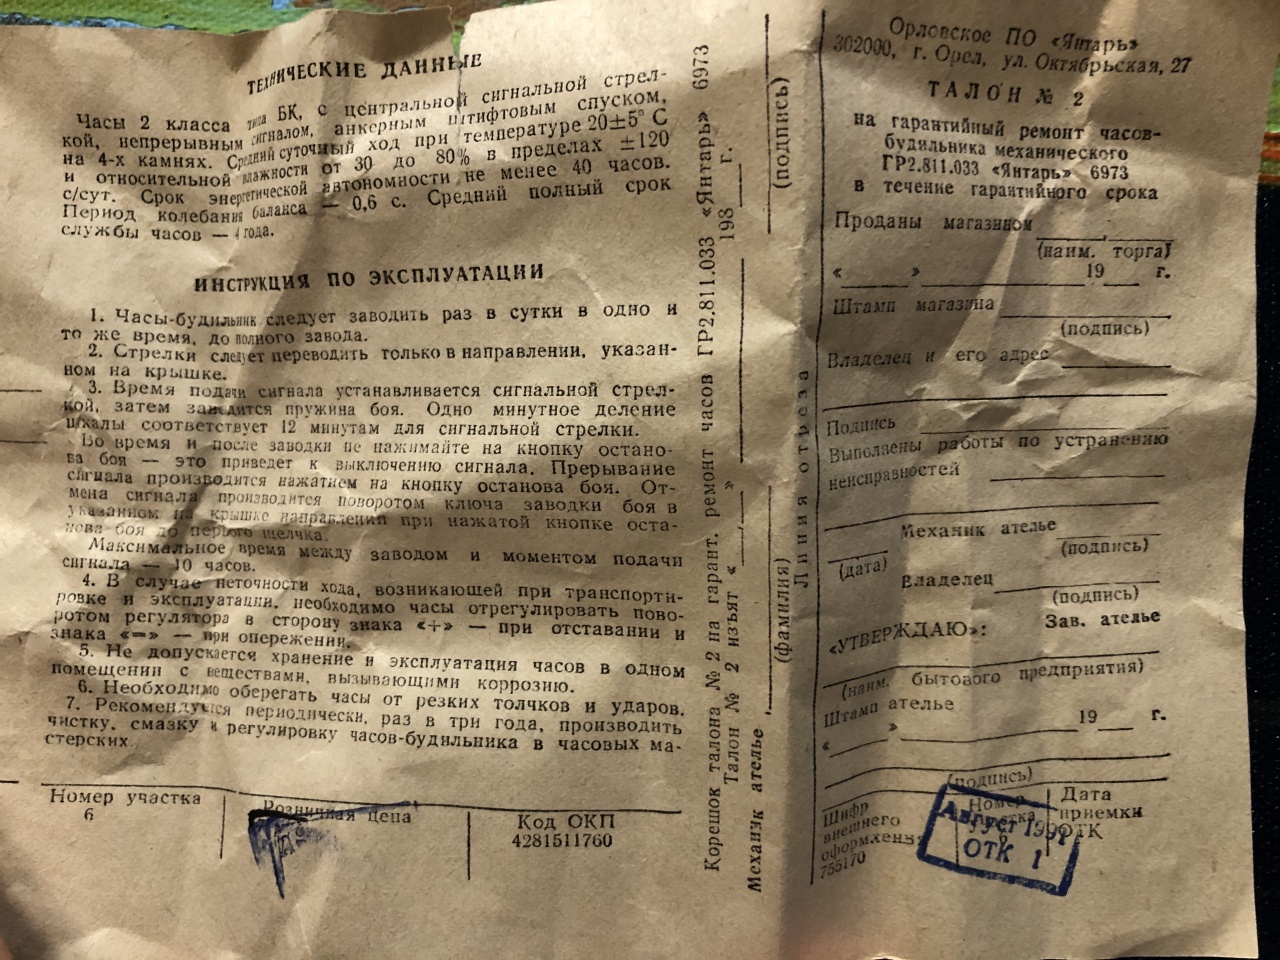 ТЕХНИЧЕСКИЕ ДАННЫЕ
Часы 2 класса типа БК, с центральной сигнальной стрел-
кой, непрерывным сигналом, анкерным штифтовым спуском,
на 4-х камнях. Средний суточный ход при температуре 20±5° С
и относительной влажности от 30 до 80% в пределах ±120
с/сут. Срок энергетической автономности не менее 40 часов.
Период колебания баланса — 0,6 с. Средний полный срок
службы часов — года.
ИНСТРУКЦИЯ ПО ЭКСПЛУАТАЦИИ
1. Часы-будильник следует заводить раз в сутки в одно и
то же время, до полного завода.
2. Стрелки следует переводить только в направлении, указан-
ном на крышке.
3. Время подачи сигнала устанавливается сигнальной стрел-
кой, затем заводится пружина боя. Одно минутное деление
шкалы соответствует 12 минутам для сигнальной стрелки.
Во время и после заводки не нажимайте на кнопку остано-
ва боя — это приведет к выключению сигнала. Прерывание
сигнала производится нажатием на кнопку останова боя. От-
мена сигнала производится поворотом ключа заводки боя в
указанном на крышке направлении при нажатой кнопке оста-
нова боя до первого щелчка.
Максимальное время между заводом и моментом подачи
сигнала — 10 часов.
4. В случае неточности хода, возникающей при транспорти-
ровке и эксплуатации, необходимо часы отрегулировать пово-
ротом регулятора в сторону знака «+» — при отставании и
знака «—» — при опережении.
5. Не допускается хранение и эксплуатация часов в одном
помещении с веществами, вызывающими коррозию.
6. Необходимо оберегать часы от резких толчков и ударов.
7. Рекомендуется периодически, раз в три года, производить
чистку, смазку и регулировку часов-будильника в часовых ма-
стерских
Номер участка
6
Розничная цена
Код ОКП
4281511760
Корешок талона № 2 на гарант. ремонт часов ГР2.811.033 «Янтарь» 6973
Талон № 2 изъят «____» ____ 198__ г.
Механик ателье
(фамилия)
(подпись)
Линия отреза
Орловское ПО «Янтарь»
302000, г. Орел, ул. Октябрьская, 27
ТАЛОН № 2
на гарантийный ремонт часов-
будильника механического
ГР2.811.033 «Янтарь» 6973
в течение гарантийного срока
Проданы магазином
(наим. торга)
«____» ____ 19__ г.
Штамп магазина
(подпись)
Владелец и его адрес
Подпись
Выполнены работы по устранению
неисправностей
Механик ателье
(дата)
(подпись)
Владелец
(подпись)
«УТВЕРЖДАЮ»: Зав. ателье
(наим. бытового предприятия)
Штамп ателье
«____» ____ 19__ г.
(подпись)
Шифр
внешнего
оформления
755170
Номер
участка
6
Дата
приемки
ОТК
Август 1991
ОТК 1